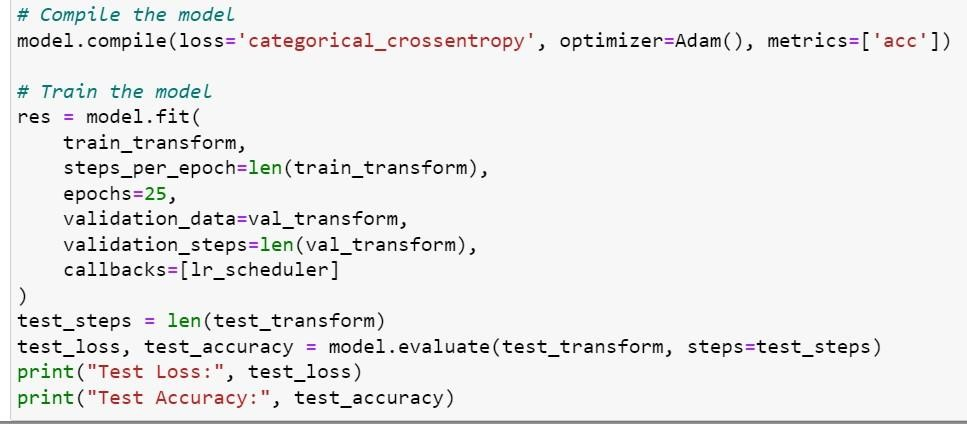 # Compile the model
model.compile(loss='categorical_crossentropy', optimizer=Adam(), metrics=['acc'])

# Train the model
res = model.fit(
    train_transform,
    steps_per_epoch=len(train_transform),
    epochs=25,
    validation_data=val_transform,
    validation_steps=len(val_transform),
    callbacks=[lr_scheduler]
)
test_steps = len(test_transform)
test_loss, test_accuracy = model.evaluate(test_transform, steps=test_steps)
print("Test Loss:", test_loss)
print("Test Accuracy:", test_accuracy)